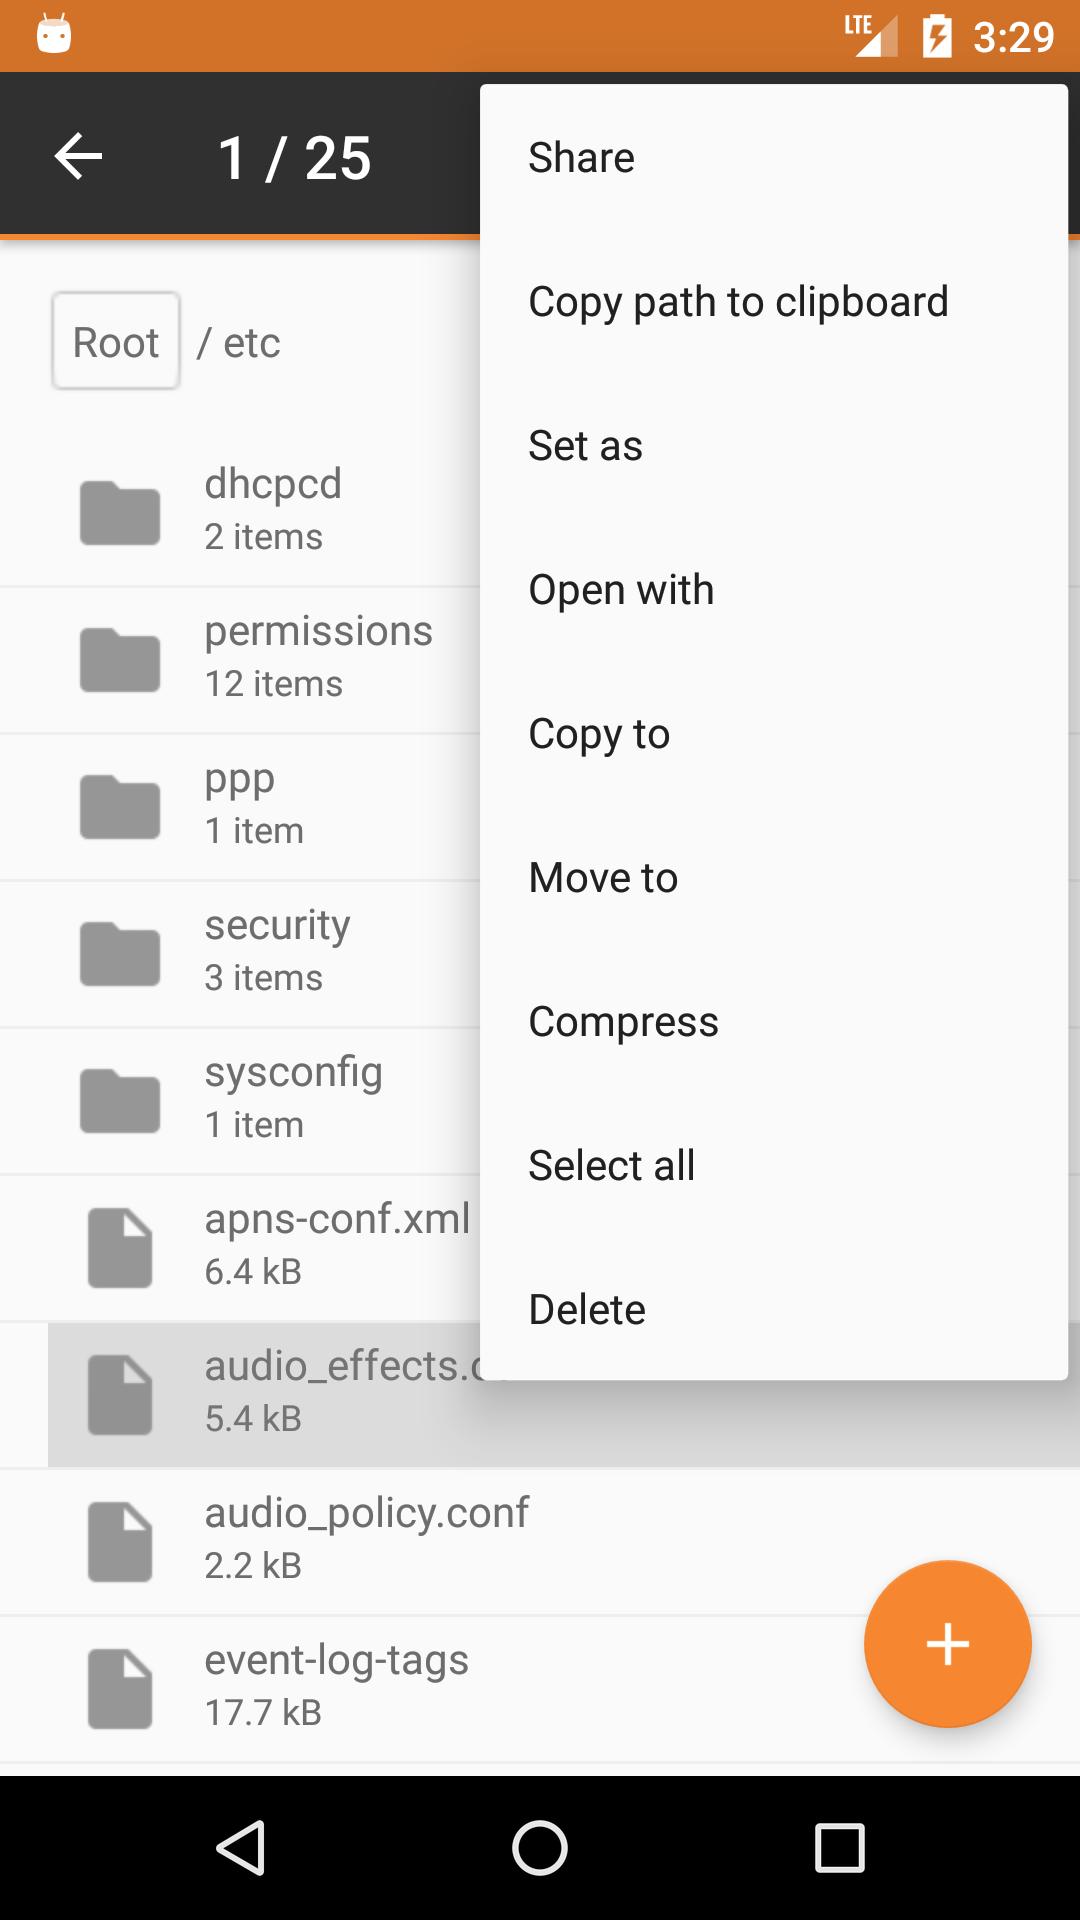 LTE 3:29
1 / 25
Share
Copy path to clipboard
Set as
Open with
Copy to
Move to
Compress
Select all
Delete
Root / etc
dhcpcd
2 items
permissions
12 items
ppp
1 item
security
3 items
sysconfig
1 item
apns-conf.xml
6.4 kB
audio_effects.
5.4 kB
audio_policy.conf
2.2 kB
event-log-tags
17.7 kB